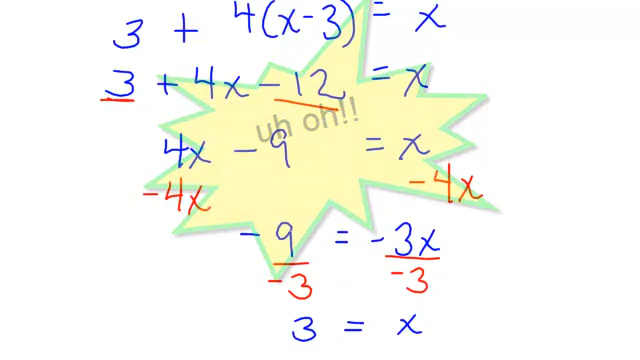 3 + 4(x-3) = x
3 + 4x - 12 = x
uh oh!!
4x - 9 = x
-4x -4x
-9 = -3x
-3 -3
3 = x